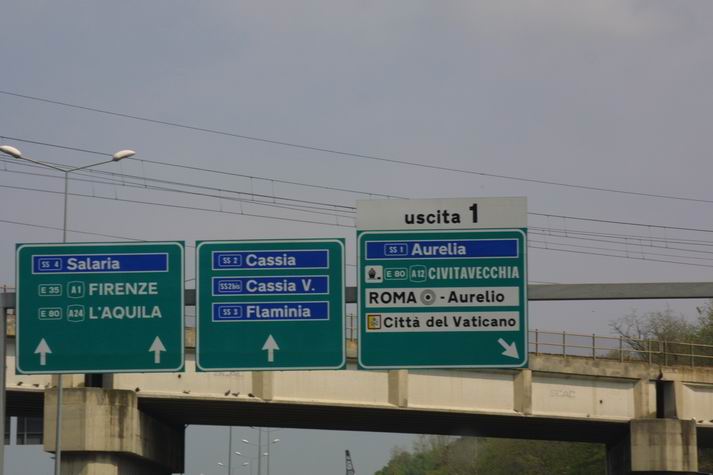 SS 4 Salaria
E 35 A1 FIRENZE
E 80 A24 L'AQUILA
SS 2 Cassia
SS2bis Cassia V.
SS 3 Flaminia
uscita 1
SS 1 Aurelia
E 80 A12 CIVITAVECCHIA
ROMA - Aurelio
Città del Vaticano